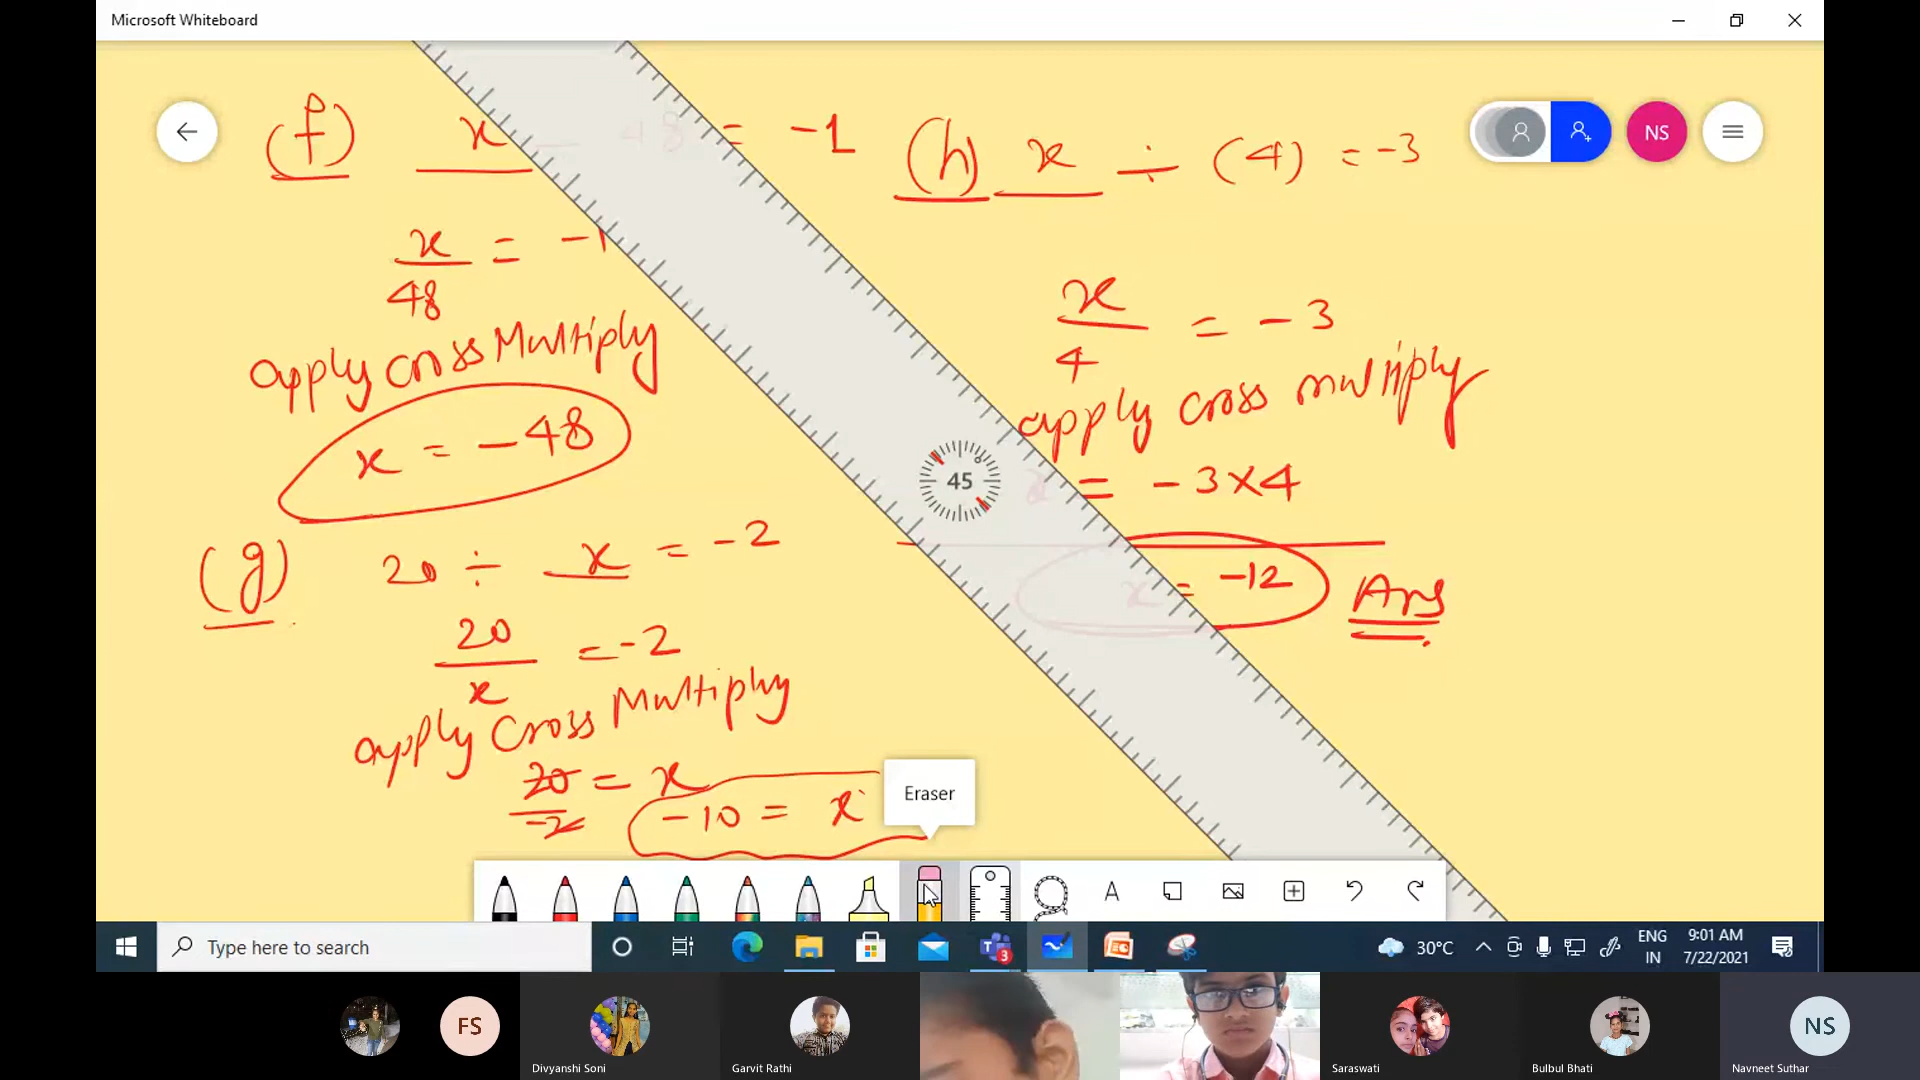 Microsoft Whiteboard
(f) x ÷ 48 = -1
x/48 = -1
apply cross Multiply
x = -48
(g) 20 ÷ x = -2
20/x = -2
apply Cross Multiply
20/-2 = x
-10 = x
(h) x ÷ (4) = -3
x/4 = -3
apply cross multiply
x = -3×4
x = -12 Ans
45
NS
Eraser
A
Type here to search
3
30°C
ENG
IN
9:01 AM
7/22/2021
FS
Divyanshi Soni
Garvit Rathi
Saraswati
Bulbul Bhati
NS
Navneet Suthar